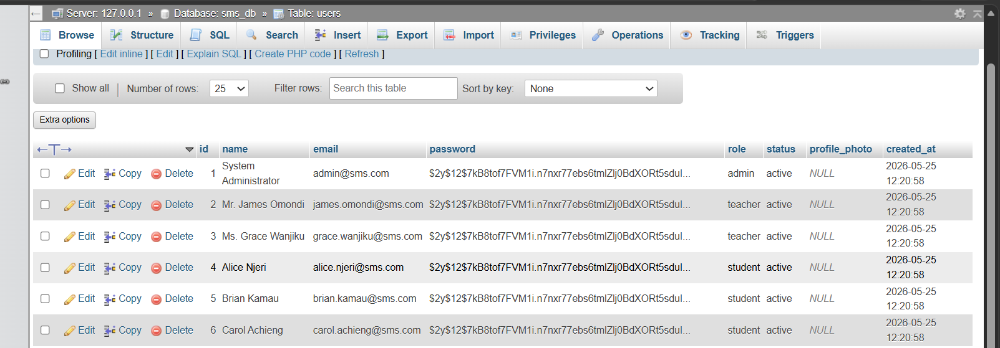 Server: 127.0.0.1 » Database: sms_db » Table: users
Browse Structure SQL Search Insert Export Import Privileges Operations Tracking Triggers
Profiling [ Edit inline ] [ Edit ] [ Explain SQL ] [ Create PHP code ] [ Refresh ]
Show all Number of rows: 25 Filter rows: Search this table Sort by key: None
Extra options
id name email password role status profile_photo created_at
Edit Copy Delete 1 System Administrator admin@sms.com $2y$12$7kB8tof7FVM1i.n7nxr77ebs6tmlZlj0BdXORt5sdul... admin active NULL 2026-05-25 12:20:58
Edit Copy Delete 2 Mr. James Omondi james.omondi@sms.com $2y$12$7kB8tof7FVM1i.n7nxr77ebs6tmlZlj0BdXORt5sdul... teacher active NULL 2026-05-25 12:20:58
Edit Copy Delete 3 Ms. Grace Wanjiku grace.wanjiku@sms.com $2y$12$7kB8tof7FVM1i.n7nxr77ebs6tmlZlj0BdXORt5sdul... teacher active NULL 2026-05-25 12:20:58
Edit Copy Delete 4 Alice Njeri alice.njeri@sms.com $2y$12$7kB8tof7FVM1i.n7nxr77ebs6tmlZlj0BdXORt5sdul... student active NULL 2026-05-25 12:20:58
Edit Copy Delete 5 Brian Kamau brian.kamau@sms.com $2y$12$7kB8tof7FVM1i.n7nxr77ebs6tmlZlj0BdXORt5sdul... student active NULL 2026-05-25 12:20:58
Edit Copy Delete 6 Carol Achieng carol.achieng@sms.com $2y$12$7kB8tof7FVM1i.n7nxr77ebs6tmlZlj0BdXORt5sdul... student active NULL 2026-05-25 12:20:58